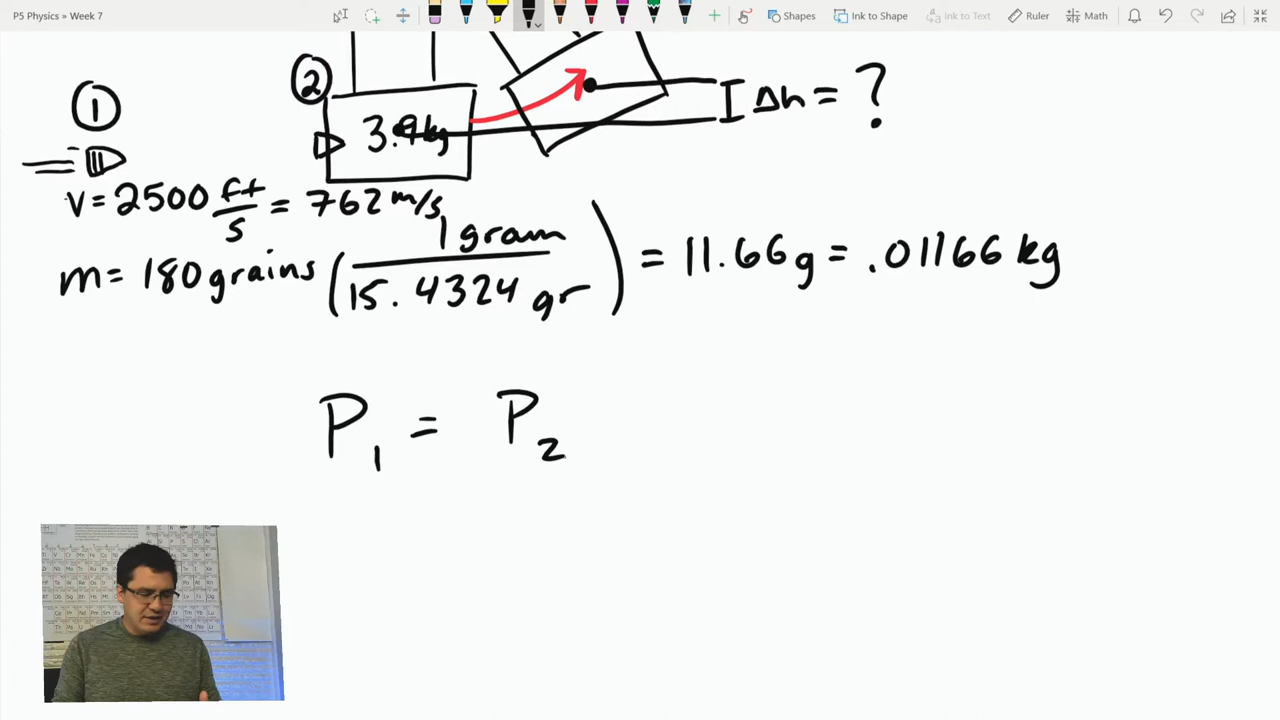 Shapes Ink to Shape Ink to Text Ruler Math
P5 Physics » Week 7
①
②
3.9kg
Δh = ?
v = 2500 ft/s = 762 m/s
m = 180 grains (1 gram / 15.4324 gr) = 11.66 g = .01166 kg
P₁ = P₂